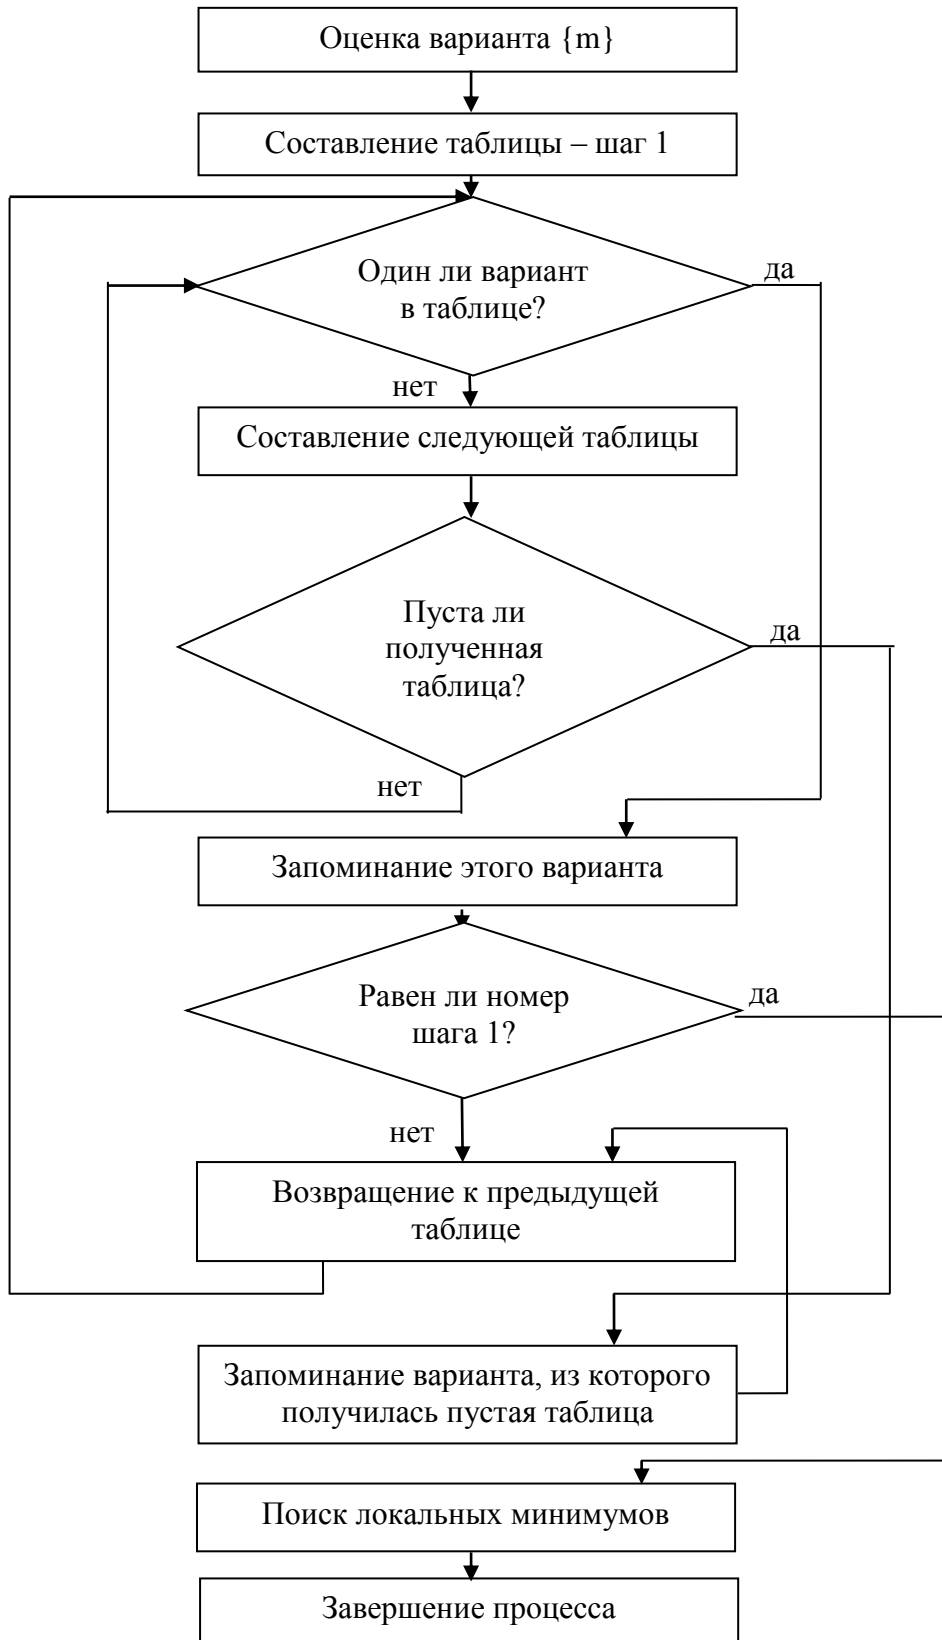 Оценка варианта {m}
Составление таблицы – шаг 1
Один ли вариант
в таблице?
да
нет
Составление следующей таблицы
Пуста ли
полученная
таблица?
да
нет
Запоминание этого варианта
Равен ли номер
шага 1?
да
нет
Возвращение к предыдущей
таблице
Запоминание варианта, из которого
получилась пустая таблица
Поиск локальных минимумов
Завершение процесса